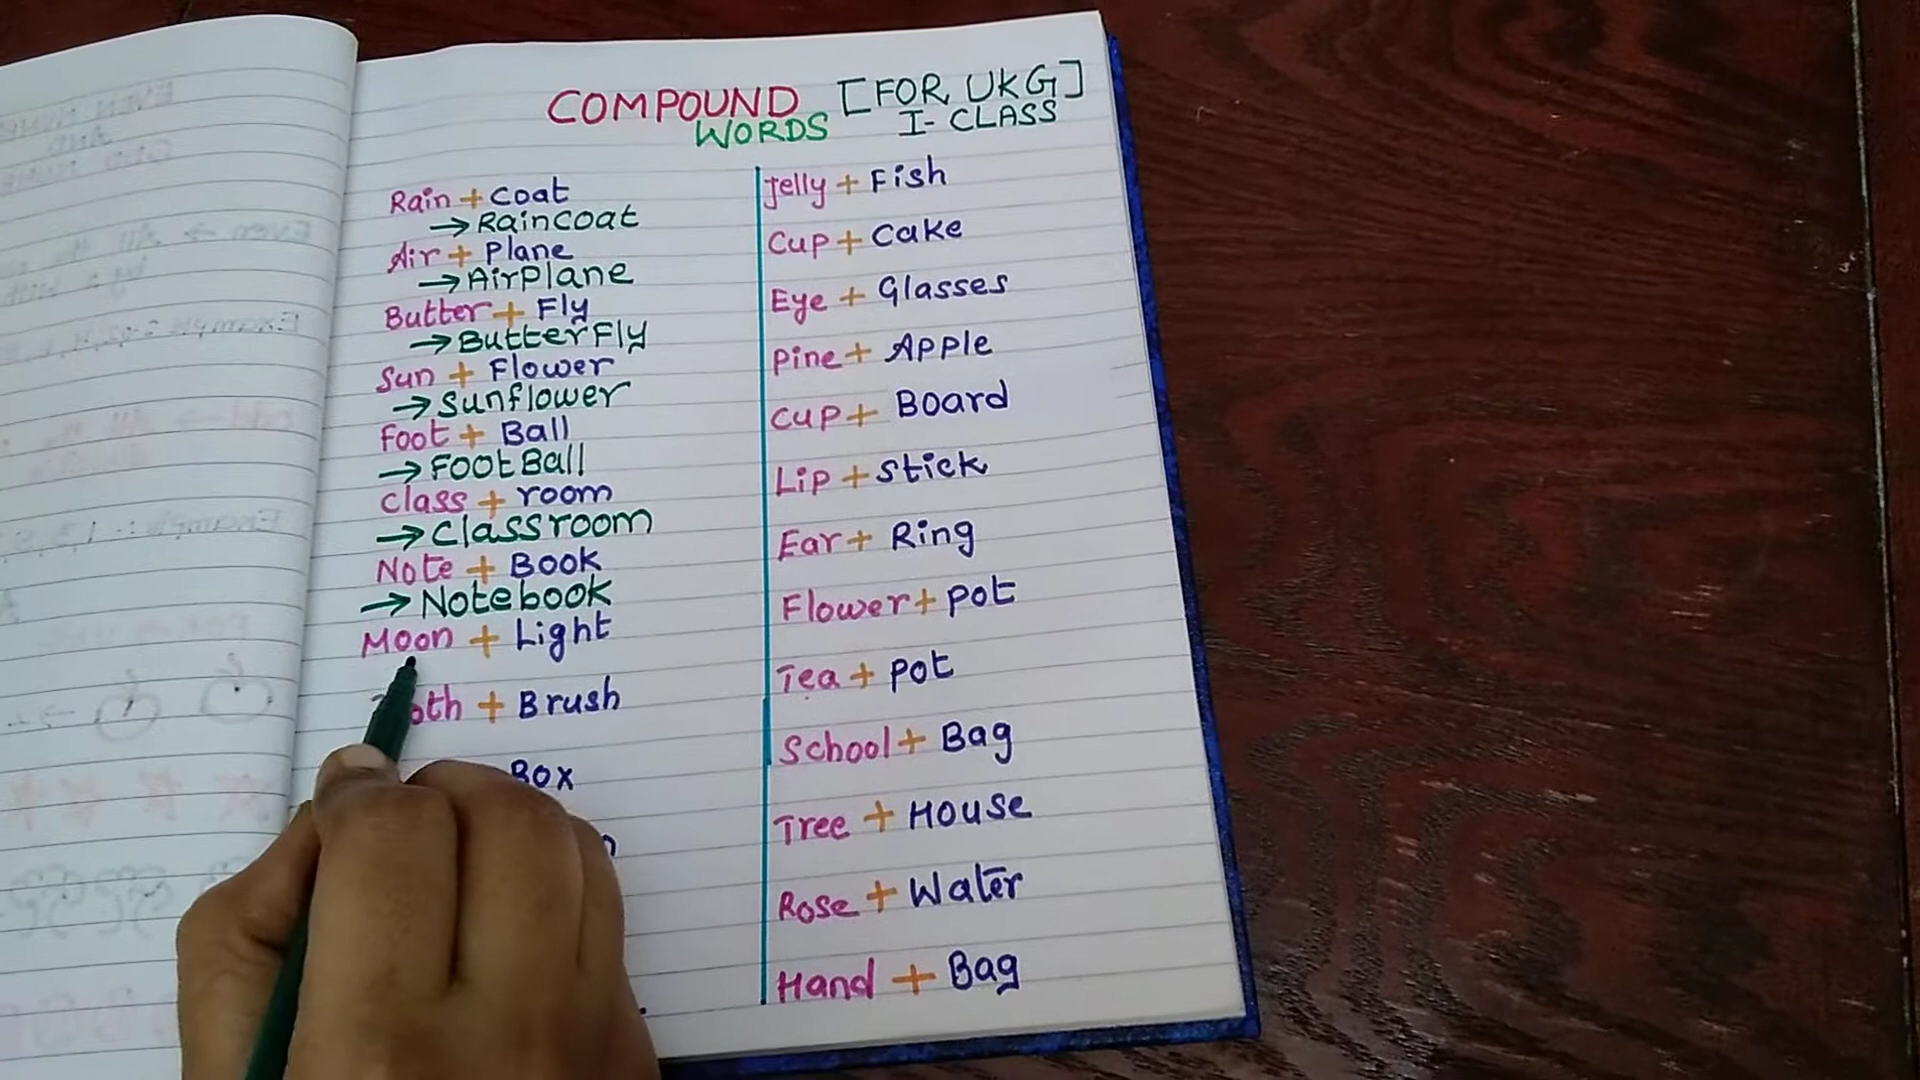 COMPOUND [FOR UKG]
WORDS I- CLASS
Rain + Coat
→ Raincoat
Air + Plane
→ AirPlane
Butter + Fly
→ ButterFly
Sun + Flower
→ Sunflower
Foot + Ball
→ FootBall
Class + room
→ Classroom
Note + Book
→ Notebook
Moon + Light
+ Brush
Box
Jelly + Fish
Cup + Cake
Eye + Glasses
Pine + Apple
Cup + Board
Lip + Stick
Ear + Ring
Flower + pot
Tea + pot
School + Bag
Tree + House
Rose + Water
Hand + Bag